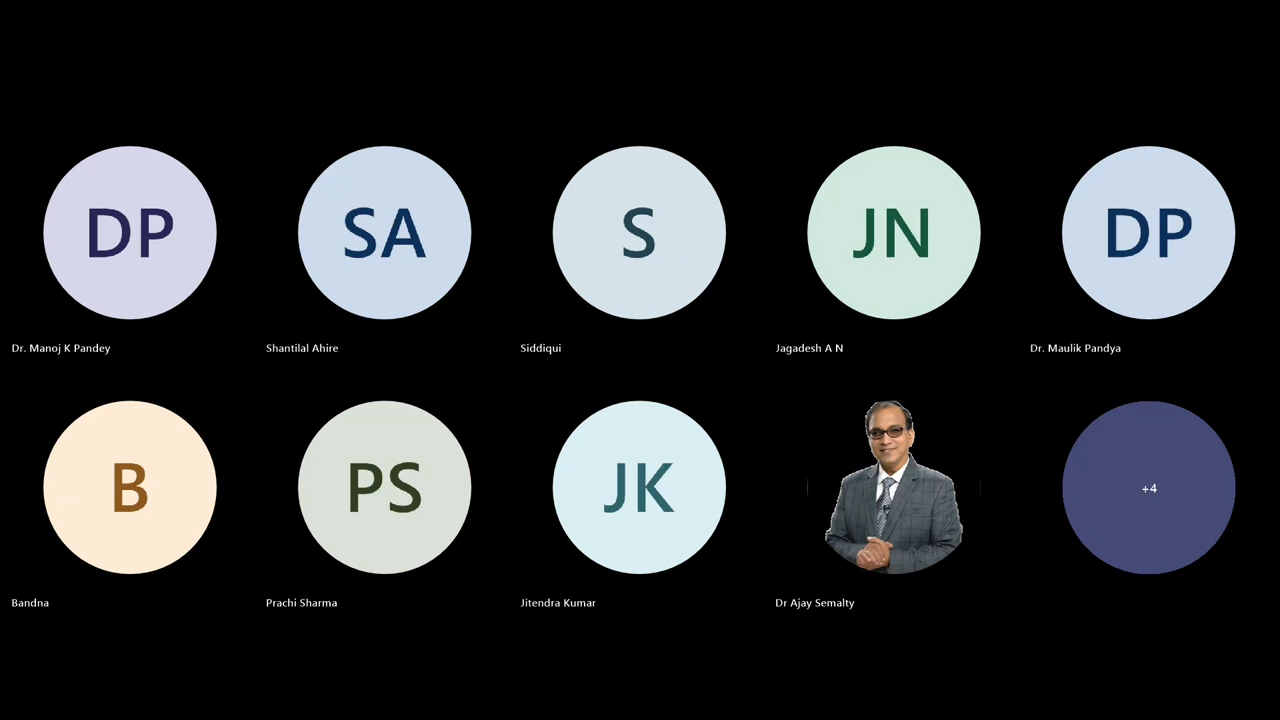 DP
SA
S
JN
DP
Dr. Manoj K Pandey
Shantilal Ahire
Siddiqui
Jagadesh A N
Dr. Maulik Pandya
B
PS
JK
+4
Bandna
Prachi Sharma
Jitendra Kumar
Dr Ajay Semalty